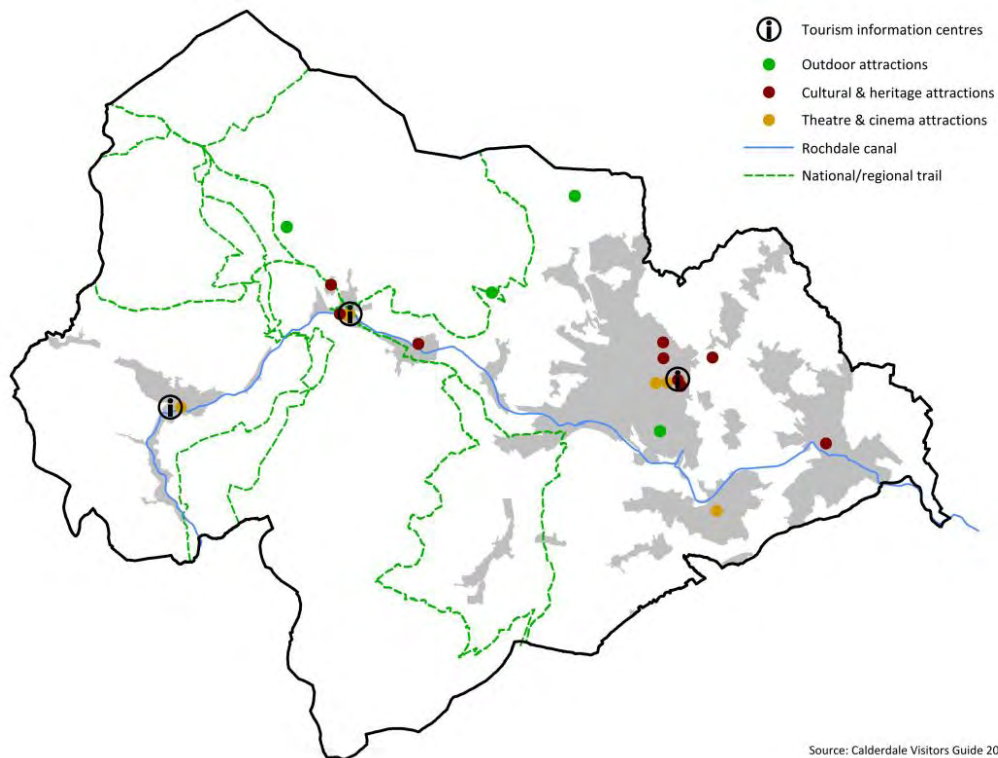 Tourism information centres
Outdoor attractions
Cultural & heritage attractions
Theatre & cinema attractions
Rochdale canal
National/regional trail
Source: Calderdale Visitors Guide 20